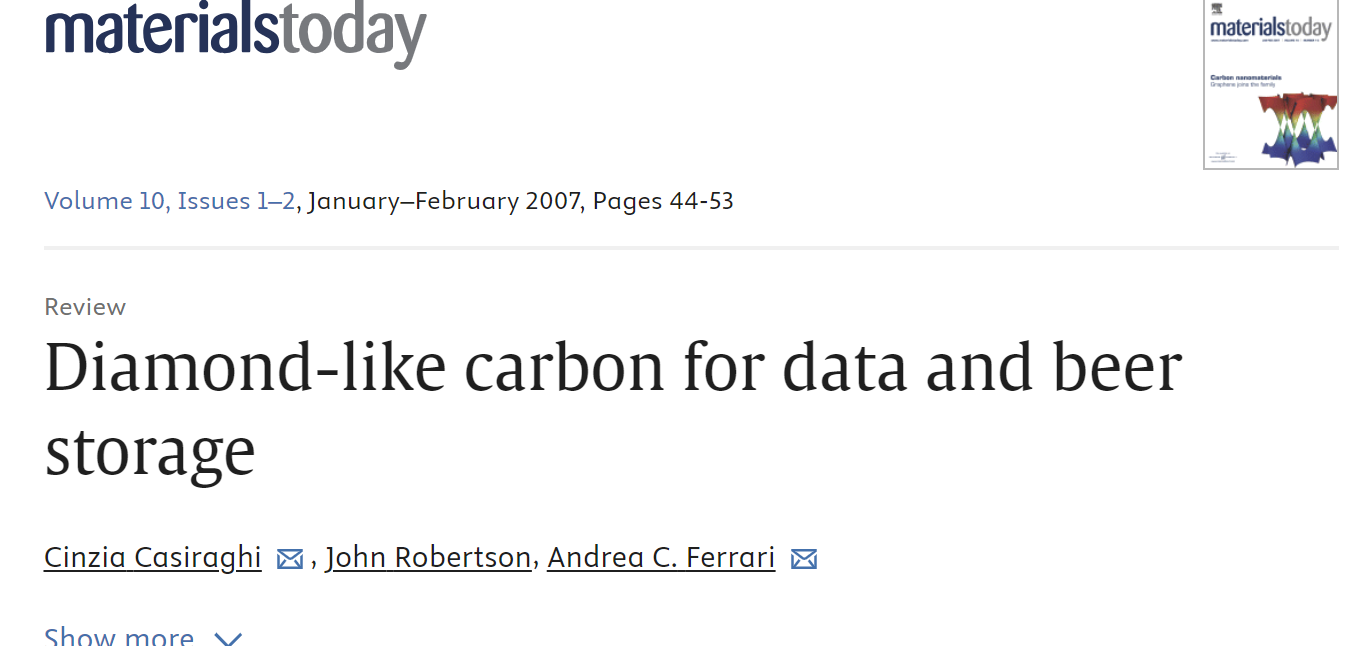 materialstoday
materialstoday
Carbon nanomaterials
Graphene joins the family
Volume 10, Issues 1–2, January–February 2007, Pages 44-53
Review
Diamond-like carbon for data and beer
storage
Cinzia Casiraghi , John Robertson, Andrea C. Ferrari
Show more